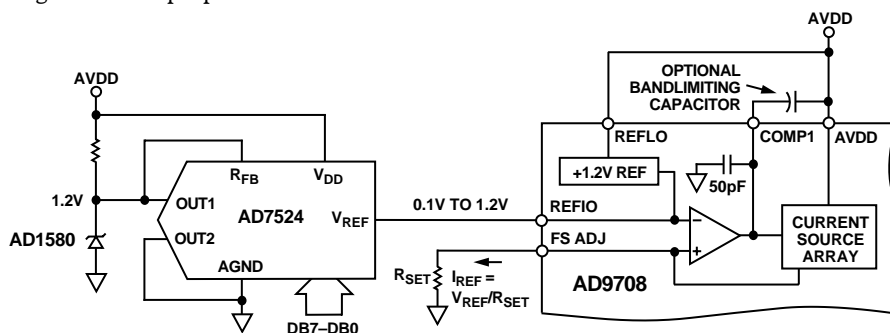 AVDD
OPTIONAL
BANDLIMITING
CAPACITOR
AVDD
REFLO
COMP1
AVDD
+1.2V REF
50pF
RFB
VDD
1.2V
OUT1
AD7524
VREF
0.1V TO 1.2V
REFIO
AD1580
OUT2
FS ADJ
CURRENT
SOURCE
ARRAY
AGND
RSET
IREF =
VREF/RSET
AD9708
DB7–DB0